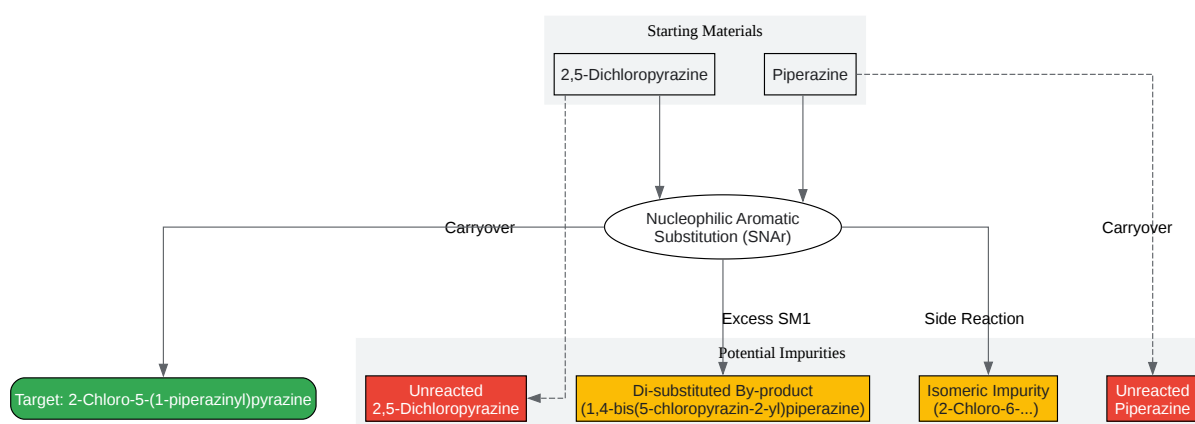 Starting Materials
2,5-Dichloropyrazine
Piperazine
Nucleophilic Aromatic
Substitution (SNAr)
Carryover
Carryover
Excess SM1
Side Reaction
Potential Impurities
Target: 2-Chloro-5-(1-piperazinyl)pyrazine
Unreacted
2,5-Dichloropyrazine
Di-substituted By-product
(1,4-bis(5-chloropyrazin-2-yl)piperazine)
Isomeric Impurity
(2-Chloro-6-...)
Unreacted
Piperazine